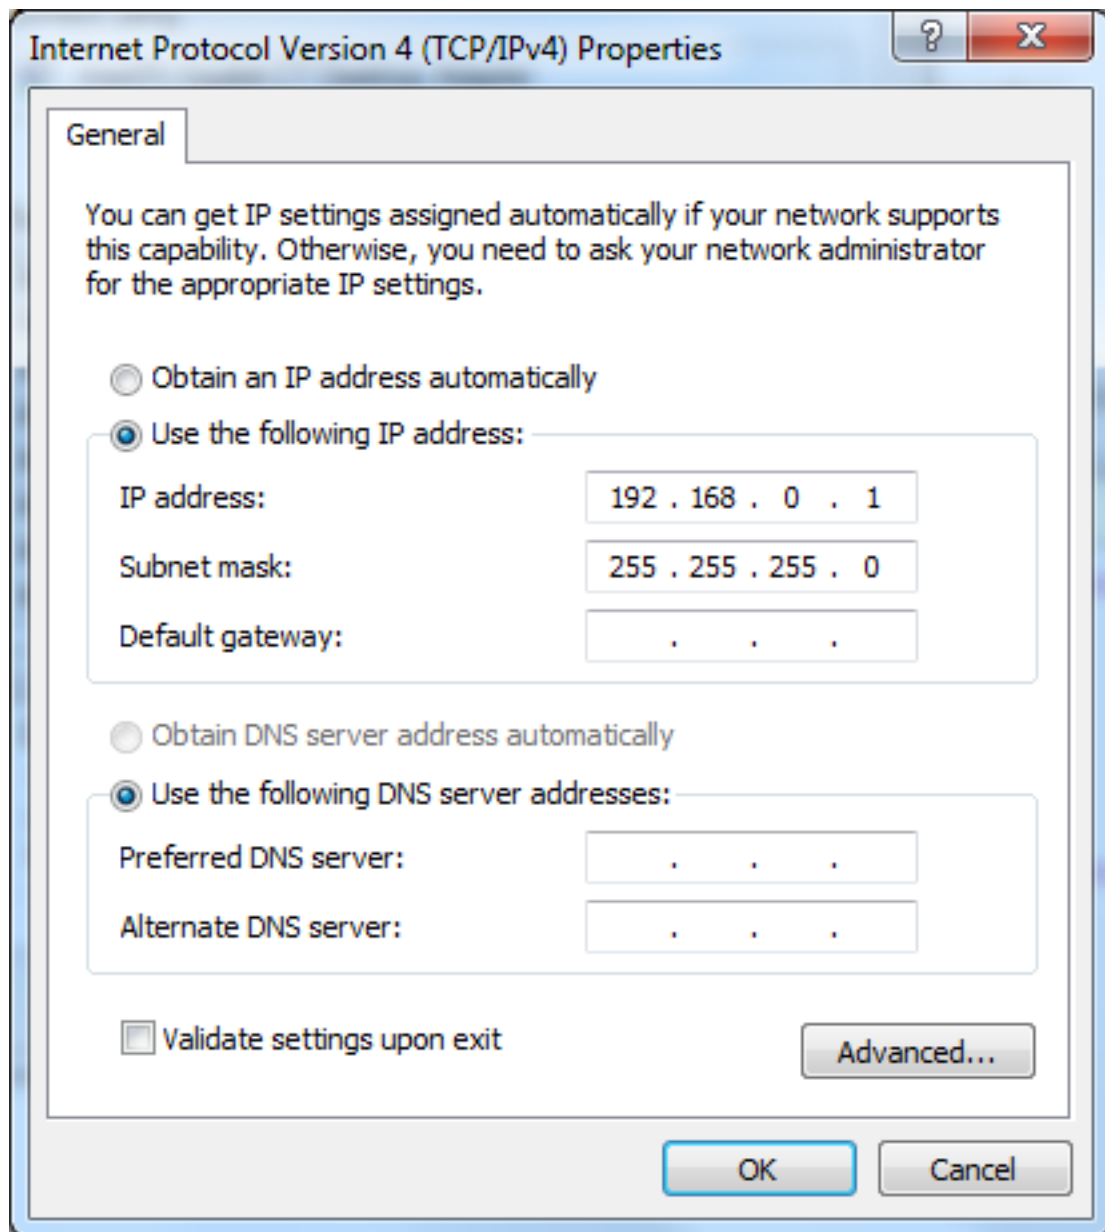 Internet Protocol Version 4 (TCP/IPv4) Properties
General
You can get IP settings assigned automatically if your network supports
this capability. Otherwise, you need to ask your network administrator
for the appropriate IP settings.
Obtain an IP address automatically
Use the following IP address:
IP address: 192 . 168 . 0 . 1
Subnet mask: 255 . 255 . 255 . 0
Default gateway: . . .
Obtain DNS server address automatically
Use the following DNS server addresses:
Preferred DNS server: . . .
Alternate DNS server: . . .
Validate settings upon exit
Advanced...
OK Cancel